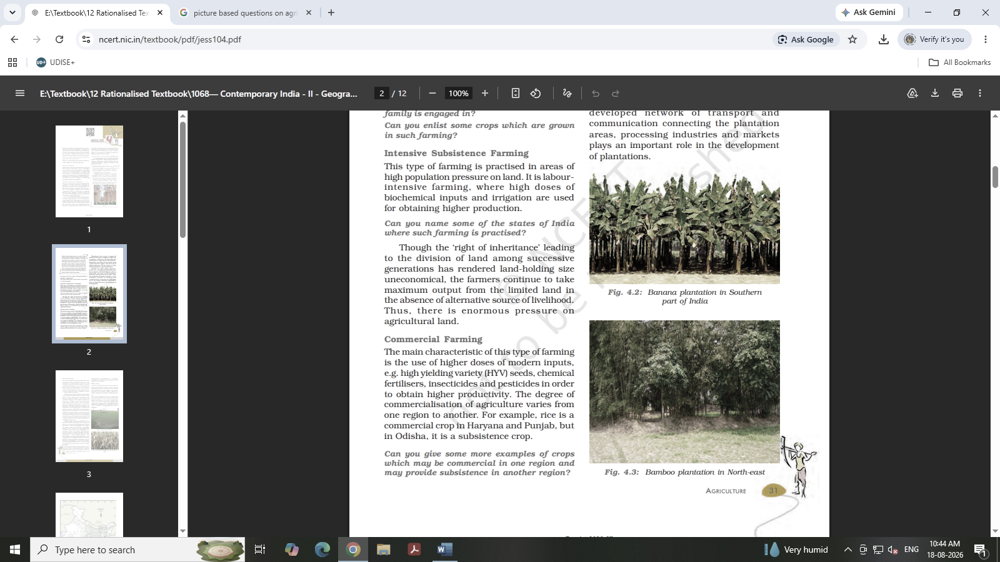 E:\Textbook\12 Rationalised Tex
picture based questions on agri
Ask Gemini
ncert.nic.in/textbook/pdf/jess104.pdf
Ask Google
Verify it's you
UDISE+
All Bookmarks
E:\Textbook\12 Rationalised Textbook\1068— Contemporary India - II - Geogra...
2 / 12
100%
1
2
3
family is engaged in?
Can you enlist some crops which are grown
in such farming?
Intensive Subsistence Farming
This type of farming is practised in areas of
high population pressure on land. It is labour-
intensive farming, where high doses of
biochemical inputs and irrigation are used
for obtaining higher production.
Can you name some of the states of India
where such farming is practised?
Though the ‘right of inheritance’ leading
to the division of land among successive
generations has rendered land-holding size
uneconomical, the farmers continue to take
maximum output from the limited land in
the absence of alternative source of livelihood.
Thus, there is enormous pressure on
agricultural land.
Commercial Farming
The main characteristic of this type of farming
is the use of higher doses of modern inputs,
e.g. high yielding variety (HYV) seeds, chemical
fertilisers, insecticides and pesticides in order
to obtain higher productivity. The degree of
commercialisation of agriculture varies from
one region to another. For example, rice is a
commercial crop in Haryana and Punjab, but
in Odisha, it is a subsistence crop.
Can you give some more examples of crops
which may be commercial in one region and
may provide subsistence in another region?
developed network of transport and
communication connecting the plantation
areas, processing industries and markets
plays an important role in the development
of plantations.
Fig. 4.2: Banana plantation in Southern
part of India
Fig. 4.3: Bamboo plantation in North-east
AGRICULTURE 31
Type here to search
Very humid
ENG
10:44 AM
18-08-2026
1